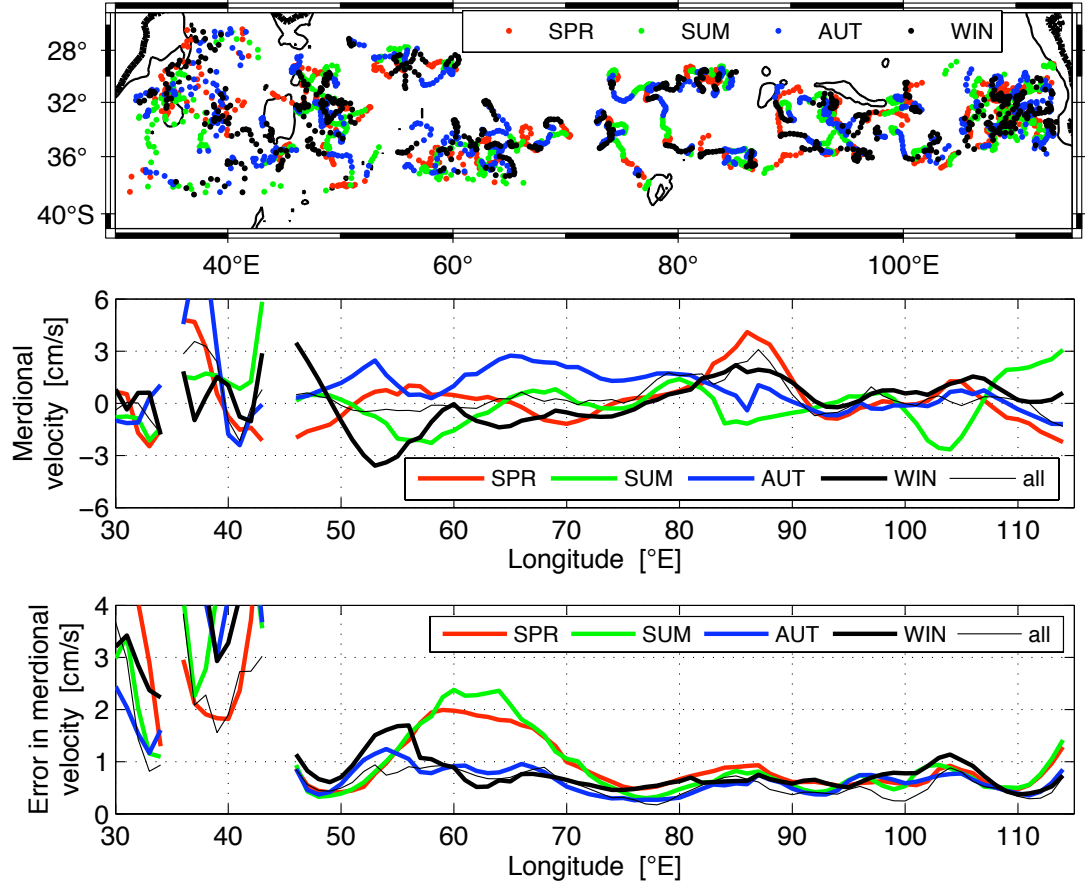 SPR SUM AUT WIN
28°
32°
36°
40°S
40°E 60° 80° 100°E
Merdional
velocity [cm/s]
6
3
0
−3
−6
SPR SUM AUT WIN all
30 40 50 60 70 80 90 100 110
Longitude [°E]
Error in merdional
velocity [cm/s]
4
3
2
1
0
SPR SUM AUT WIN all
30 40 50 60 70 80 90 100 110
Longitude [°E]